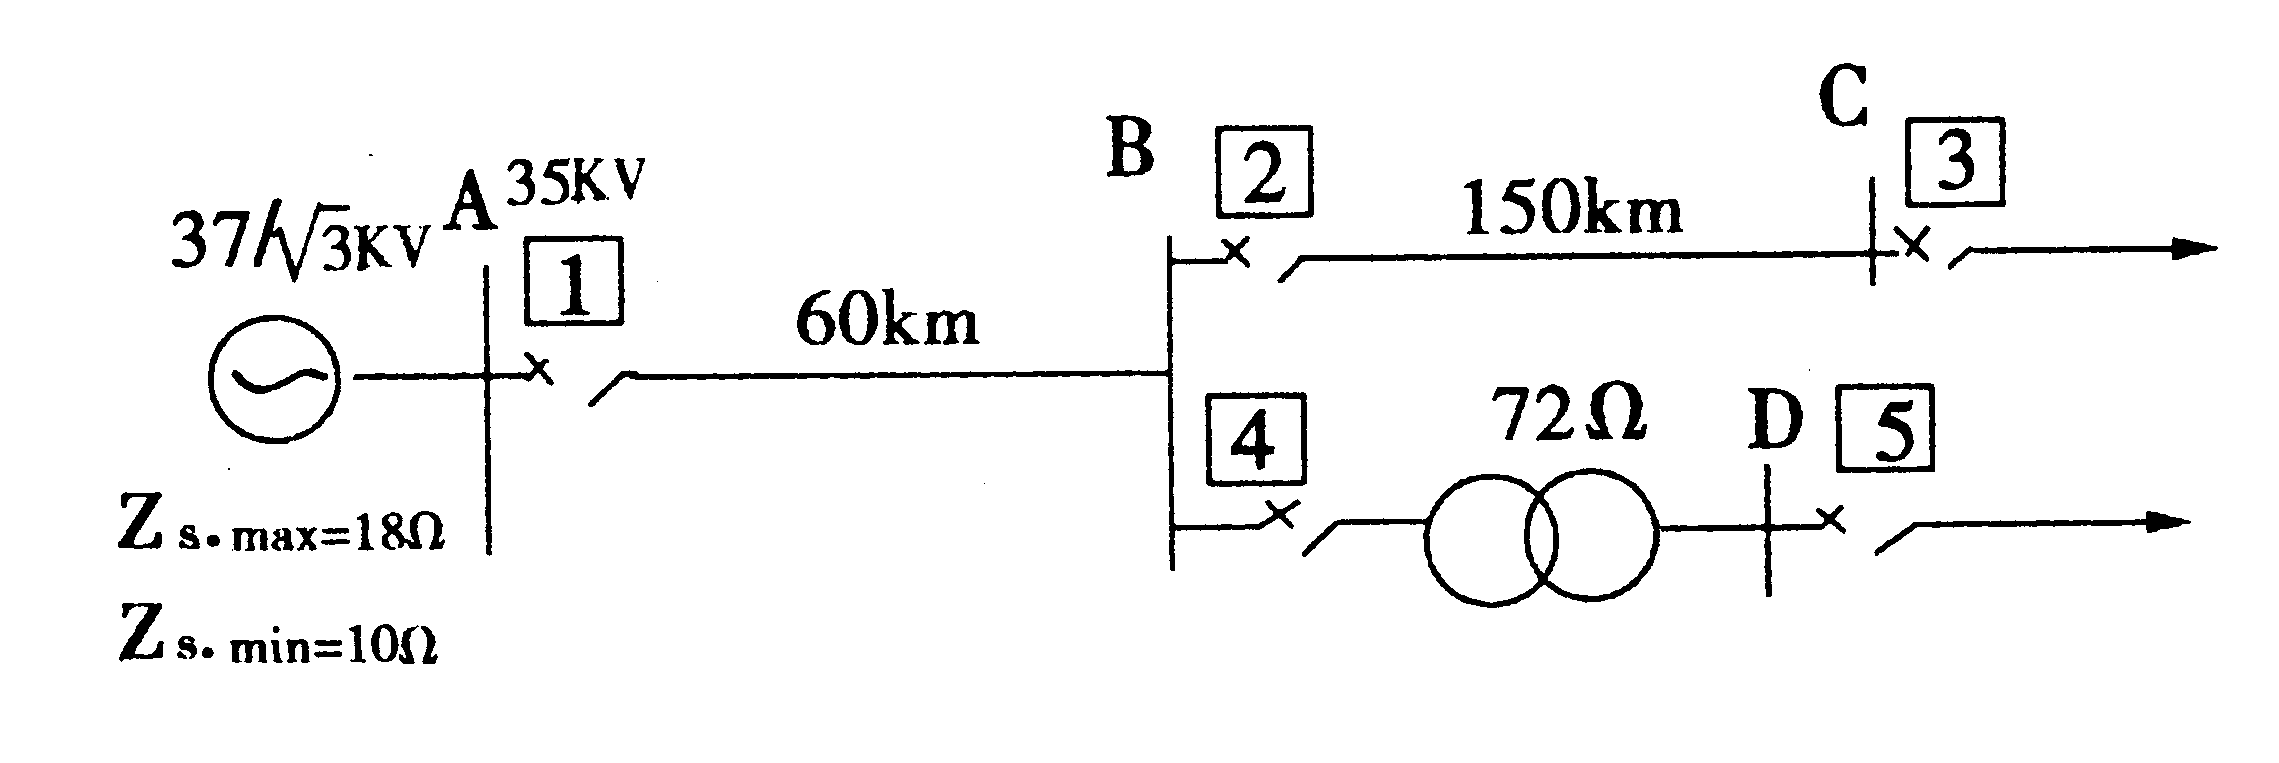 C
3
B
2
150km
A 35KV
37/√3KV
1
60km
4
72Ω
D
5
Zs.max=18Ω
Zs.min=10Ω